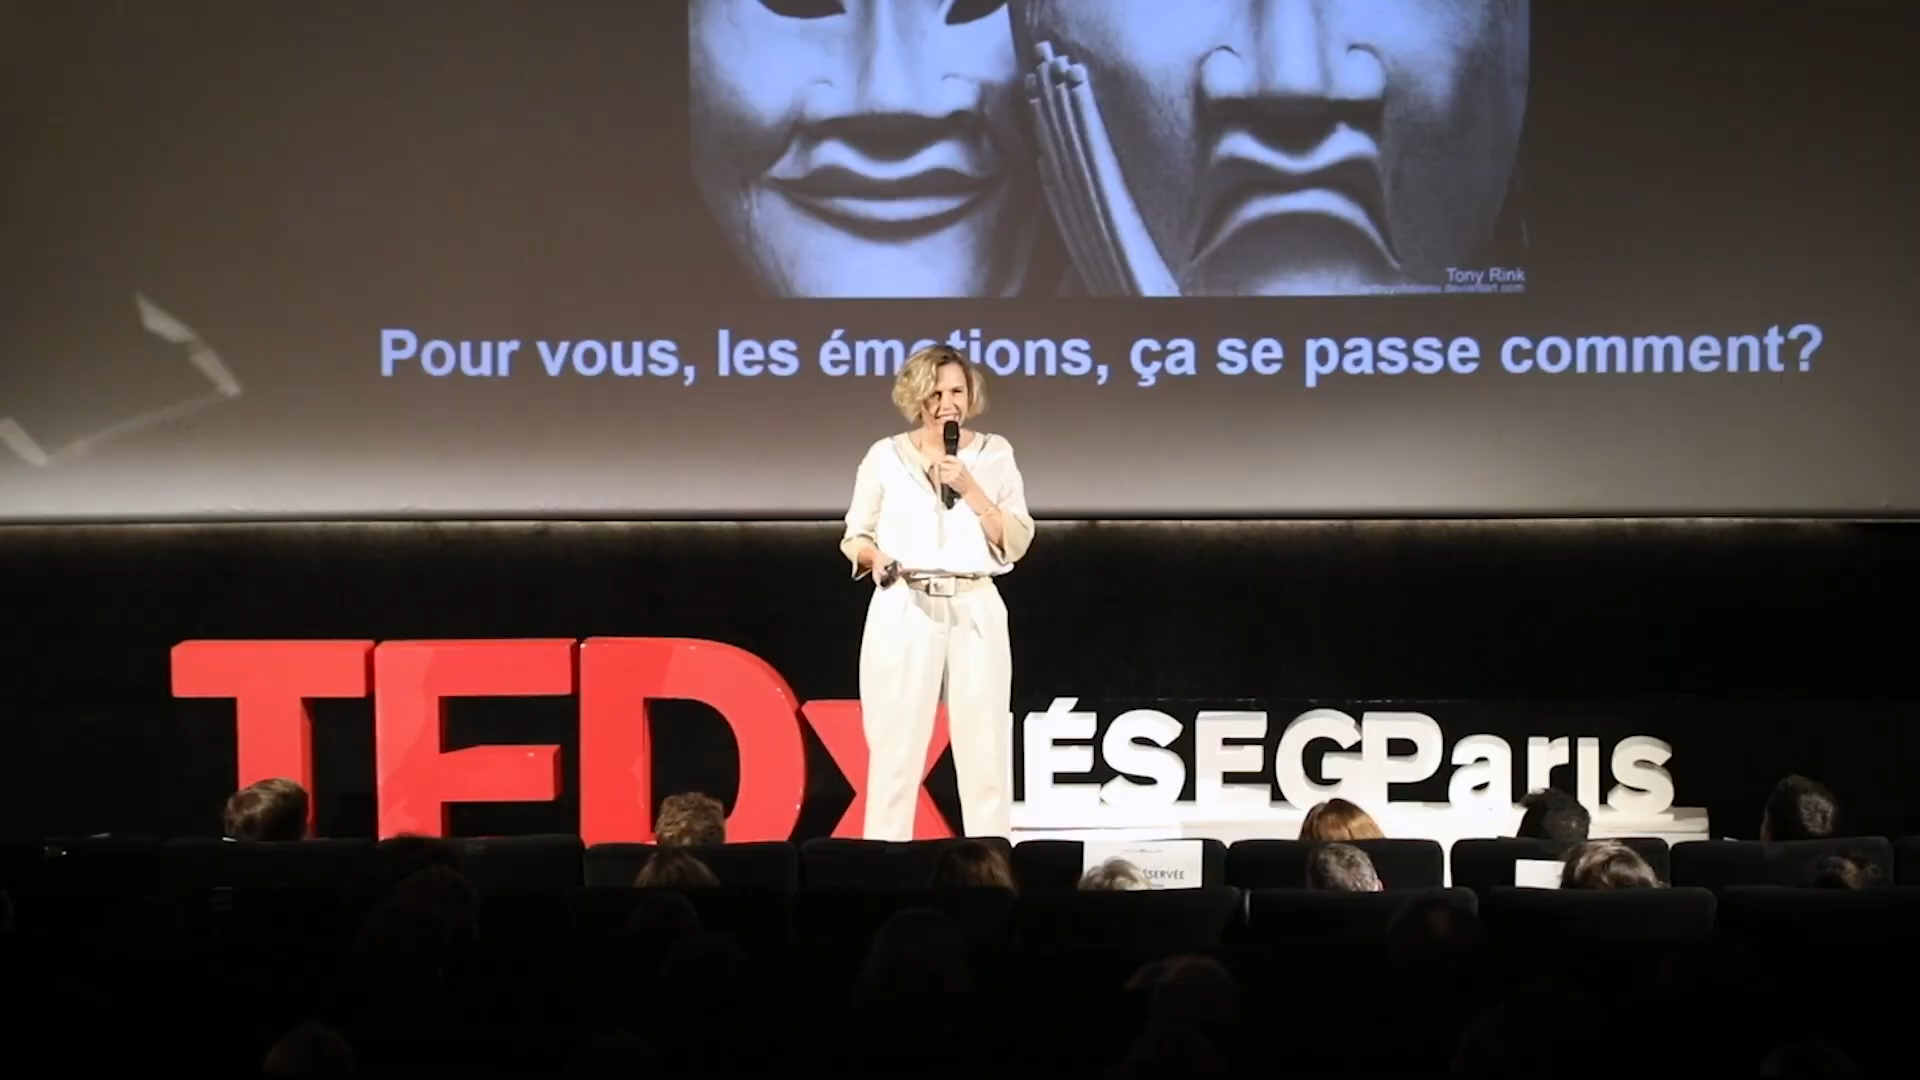 Tony Rink
Pour vous, les émotions, ça se passe comment?
TEDx
IÉSEGParis